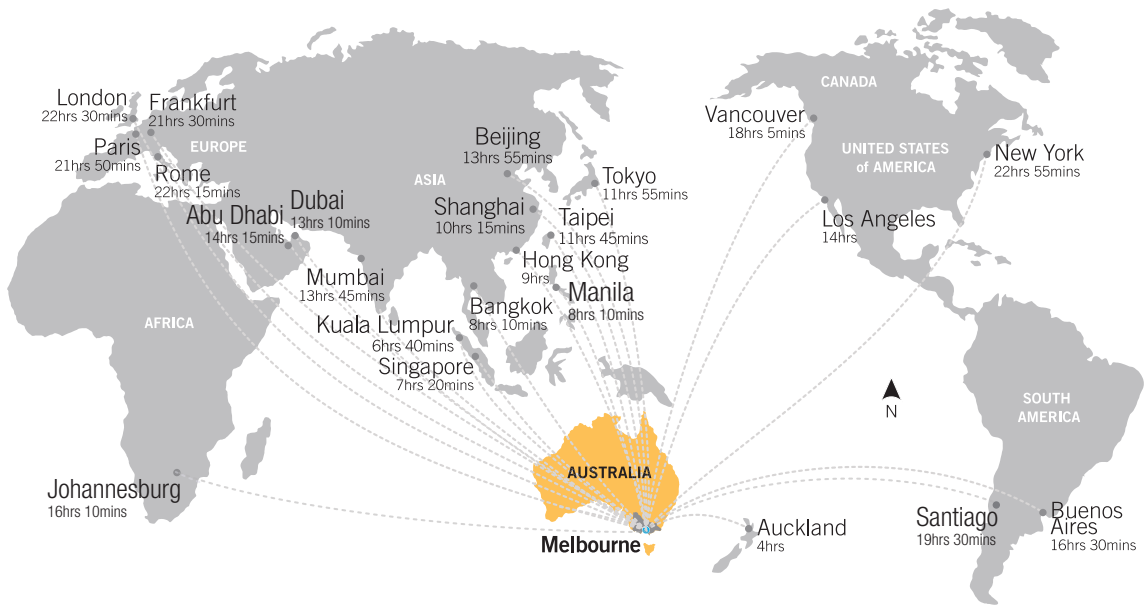 London
22hrs 30mins
Frankfurt
21hrs 30mins
Paris
21hrs 50mins
EUROPE
Rome
22hrs 15mins
Abu Dhabi
14hrs 15mins
Dubai
13hrs 10mins
Mumbai
13hrs 45mins
ASIA
Beijing
13hrs 55mins
Tokyo
11hrs 55mins
Shanghai
10hrs 15mins
Taipei
11hrs 45mins
Hong Kong
9hrs
Manila
8hrs 10mins
Bangkok
8hrs 10mins
Kuala Lumpur
6hrs 40mins
Singapore
7hrs 20mins
AFRICA
Johannesburg
16hrs 10mins
AUSTRALIA
Melbourne
Auckland
4hrs
CANADA
Vancouver
18hrs 5mins
UNITED STATES
of AMERICA
New York
22hrs 55mins
Los Angeles
14hrs
N
SOUTH
AMERICA
Santiago
19hrs 30mins
Buenos
Aires
16hrs 30mins